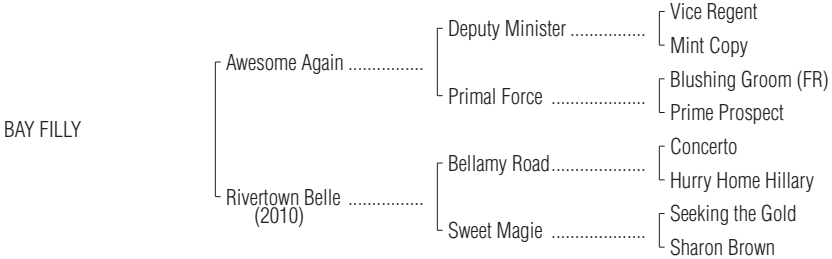 Vice Regent
Deputy Minister ................
Mint Copy
Awesome Again ................
Blushing Groom (FR)
Primal Force ....................
Prime Prospect
BAY FILLY
Concerto
Bellamy Road....................
Hurry Home Hillary
Rivertown Belle ................
(2010)
Seeking the Gold
Sweet Magie ....................
Sharon Brown